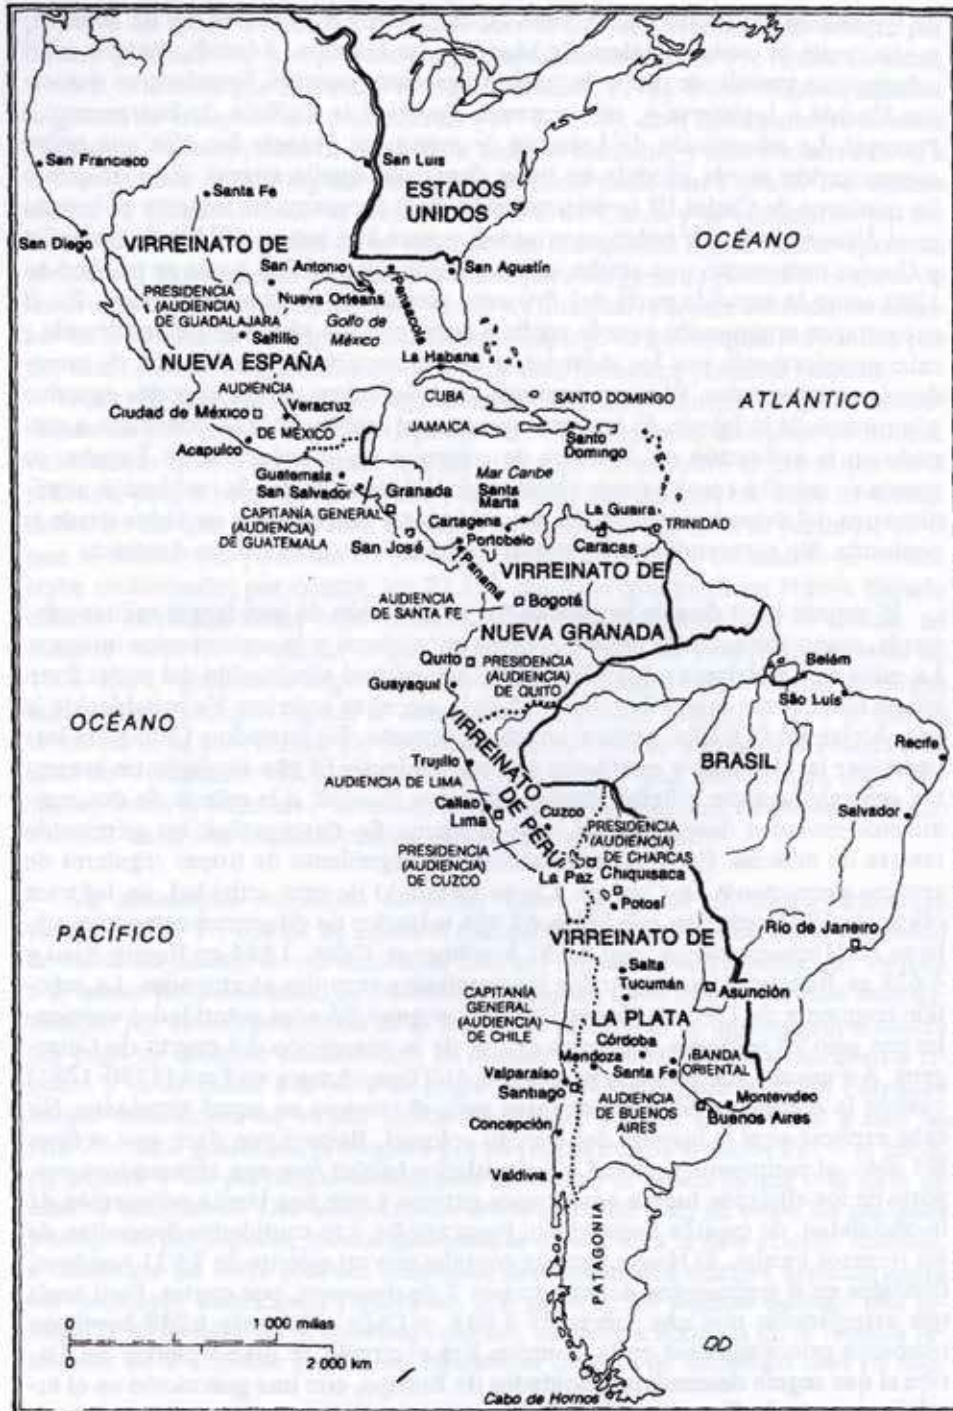 San Francisco
San Luis
Santa Fe
ESTADOS
UNIDOS
San Diego
VIRREINATO DE
OCÉANO
San Antonio
San Agustín
PRESIDENCIA
(AUDIENCIA)
DE GUADALAJARA
Nueva Orleans
Pensacola
Golfo de
México
Saltillo
NUEVA ESPAÑA
La Habana
AUDIENCIA
CUBA
SANTO DOMINGO
ATLÁNTICO
Ciudad de México
Veracruz
DE MÉXICO
JAMAICA
Acapulco
Santo
Domingo
Guatemala
Mar Caribe
San Salvador
Granada
Santa
Marta
CAPITANÍA GENERAL
(AUDIENCIA)
DE GUATEMALA
Cartagena
La Guaira
TRINIDAD
San José
Portobelo
Caracas
Panamá
VIRREINATO DE
AUDIENCIA
DE SANTA FE
Bogotá
NUEVA GRANADA
Quito
PRESIDENCIA
(AUDIENCIA)
DE QUITO
Belém
Guayaquil
São Luís
OCÉANO
VIRREINATO
DE PERÚ
Recife
Trujillo
BRASIL
AUDIENCIA DE LIMA
Callao
Cuzco
Salvador
Lima
PRESIDENCIA
(AUDIENCIA)
DE CHARCAS
PRESIDENCIA
(AUDIENCIA)
DE CUZCO
La Paz
Chiquisaca
Potosí
PACÍFICO
Río de Janeiro
VIRREINATO DE
Salta
Tucumán
Asunción
CAPITANÍA
GENERAL
(AUDIENCIA)
DE CHILE
LA PLATA
Córdoba
Mendoza
Santa Fe
BANDA
ORIENTAL
Valparaíso
Santiago
AUDIENCIA
DE BUENOS
AIRES
Montevideo
Buenos Aires
Concepción
Valdivia
PATAGONIA
0 1 000 millas
0 2 000 km
Cabo de Hornos